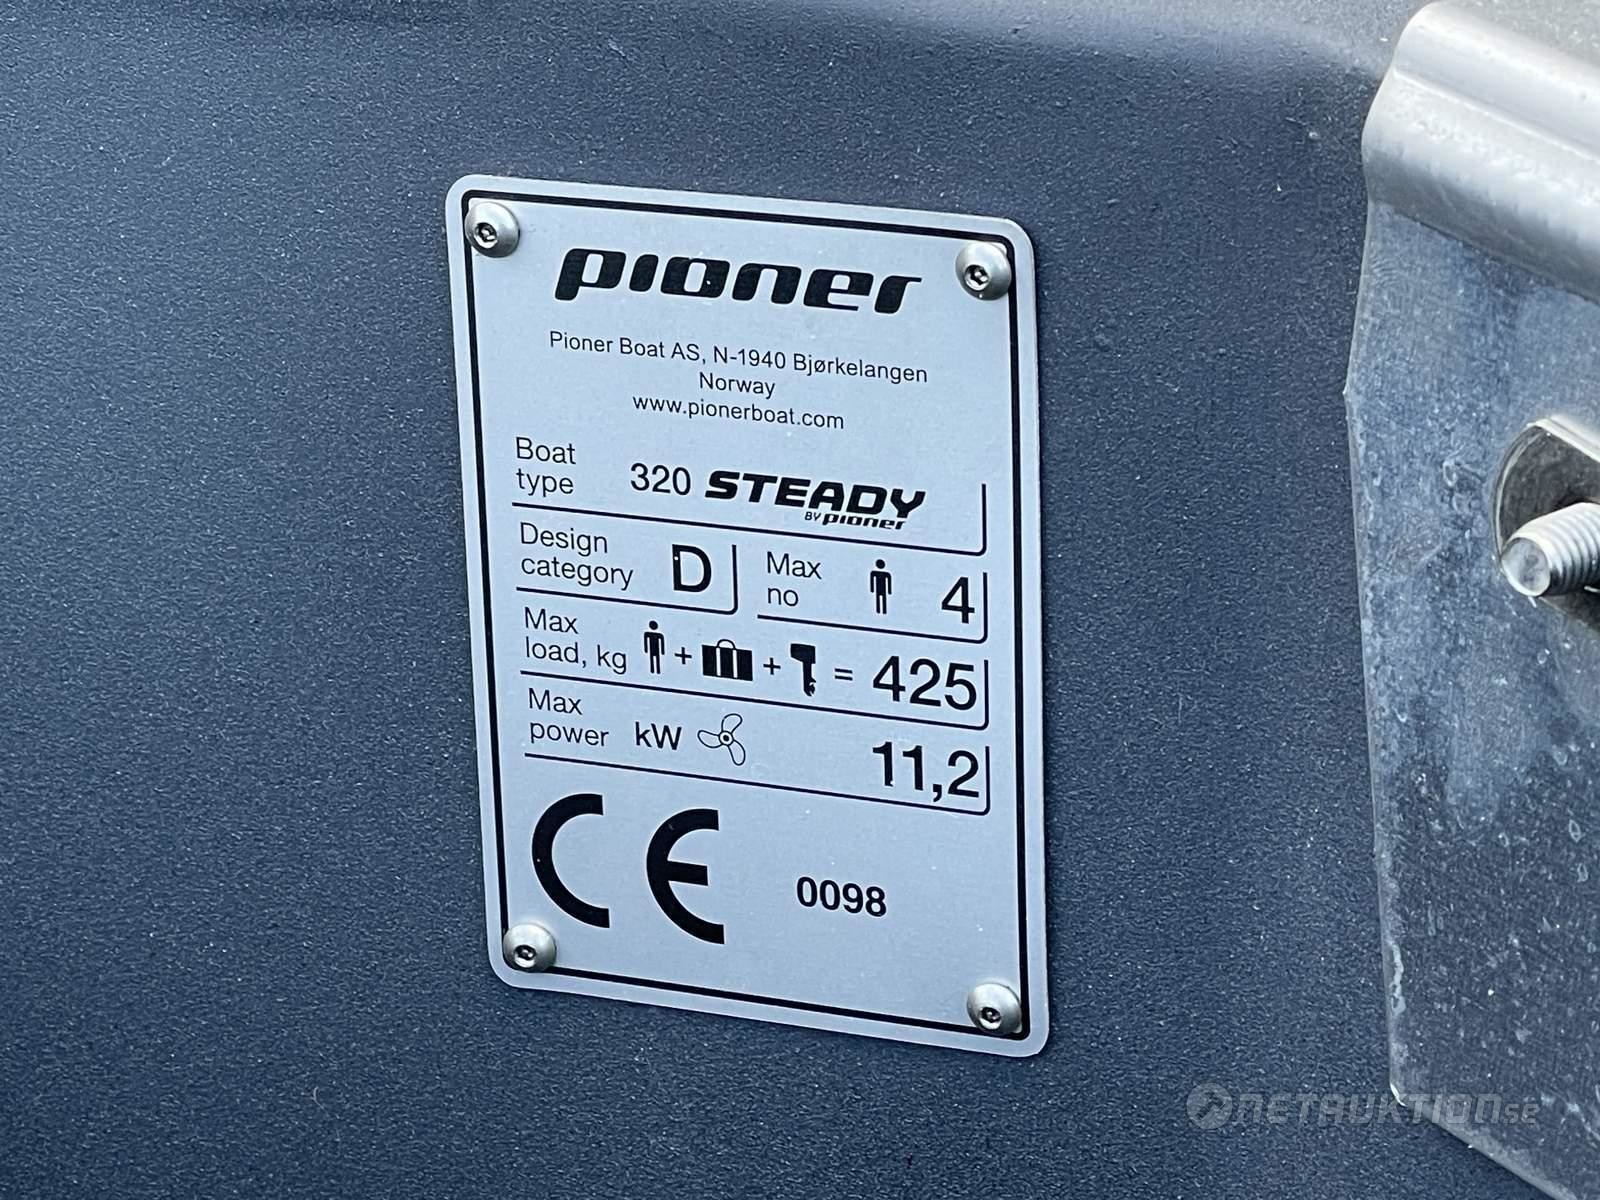 pioner
Pioner Boat AS, N-1940 Bjørkelangen
Norway
www.pionerboat.com
Boat type 320 STEADY BY pioner
Design category D
Max no 4
Max load, kg + + = 425
Max power kW 11,2
CE 0098
NETAUKTION.SE